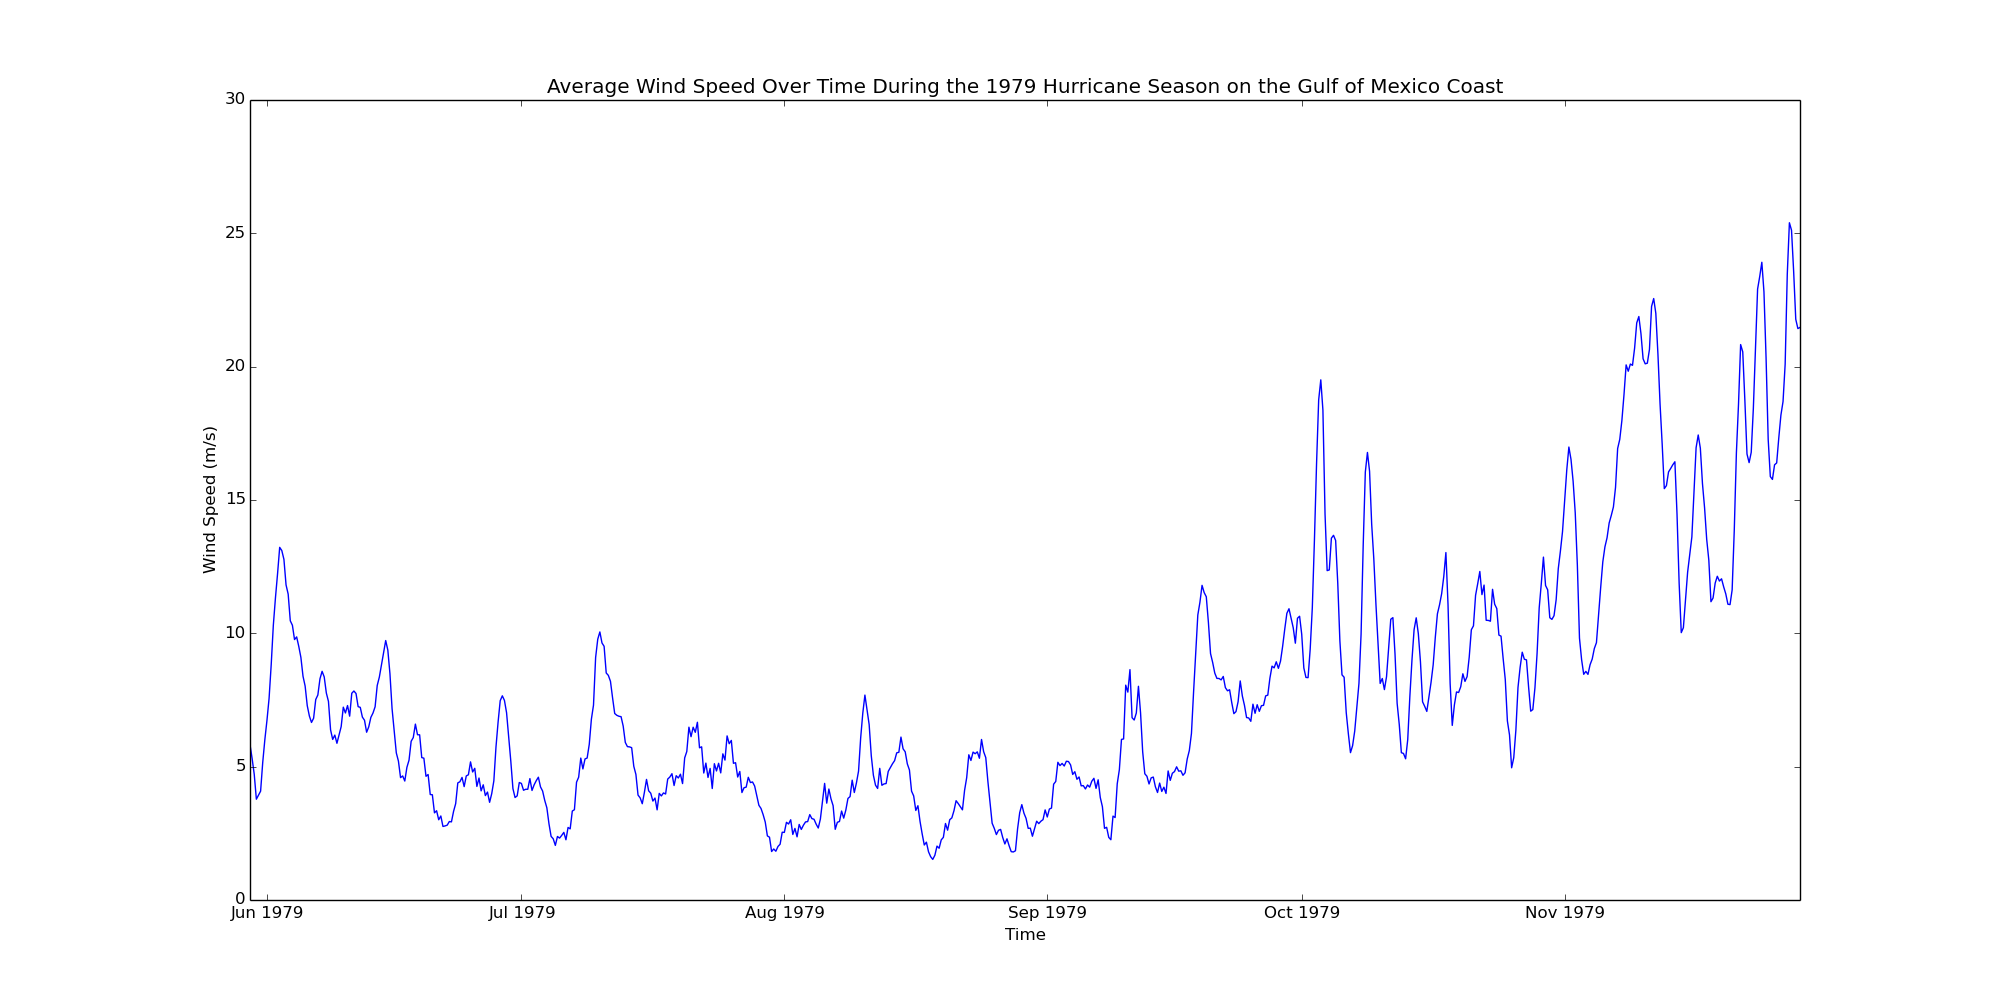 Average Wind Speed Over Time During the 1979 Hurricane Season on the Gulf of Mexico Coast
30
25
20
15
10
5
0
Wind Speed (m/s)
Jun 1979 Jul 1979 Aug 1979 Sep 1979 Oct 1979 Nov 1979
Time